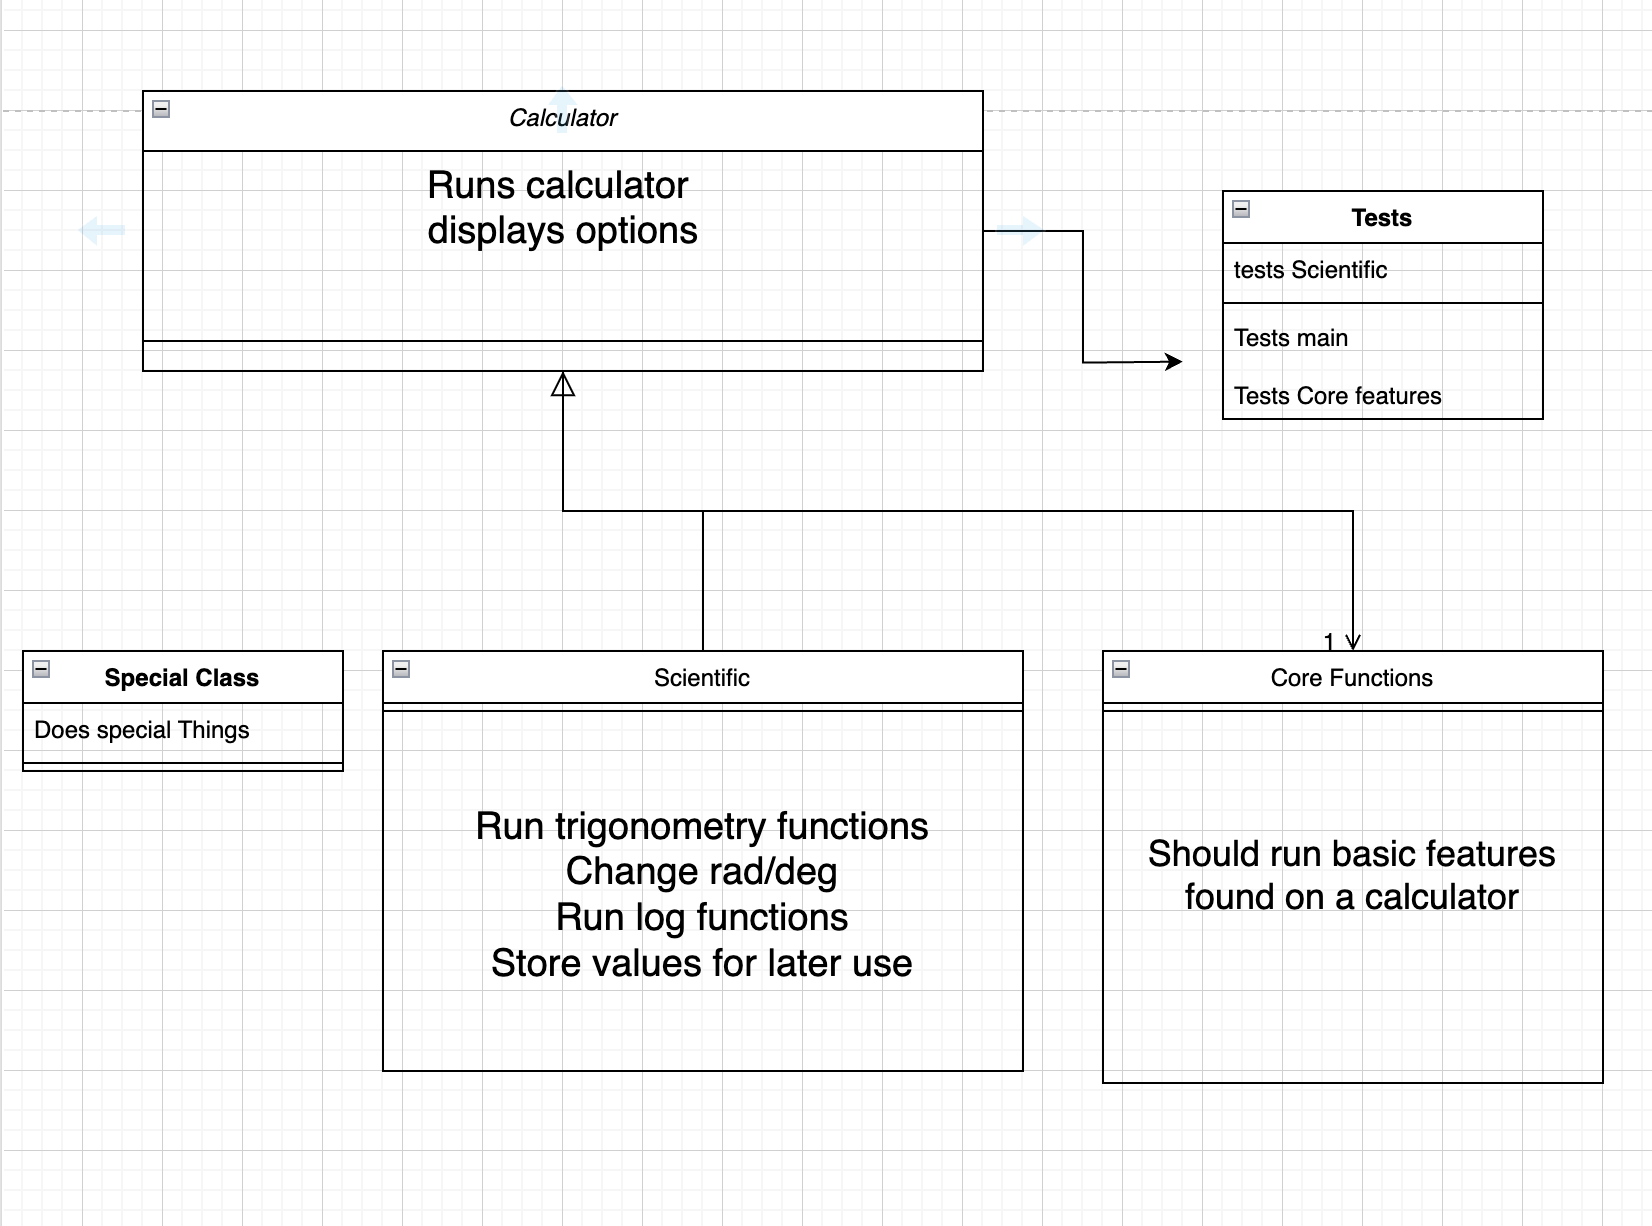 Calculator
Runs calculator
displays options
Tests
tests Scientific
Tests main
Tests Core features
1
Special Class
Does special Things
Scientific
Run trigonometry functions
Change rad/deg
Run log functions
Store values for later use
Core Functions
Should run basic features
found on a calculator